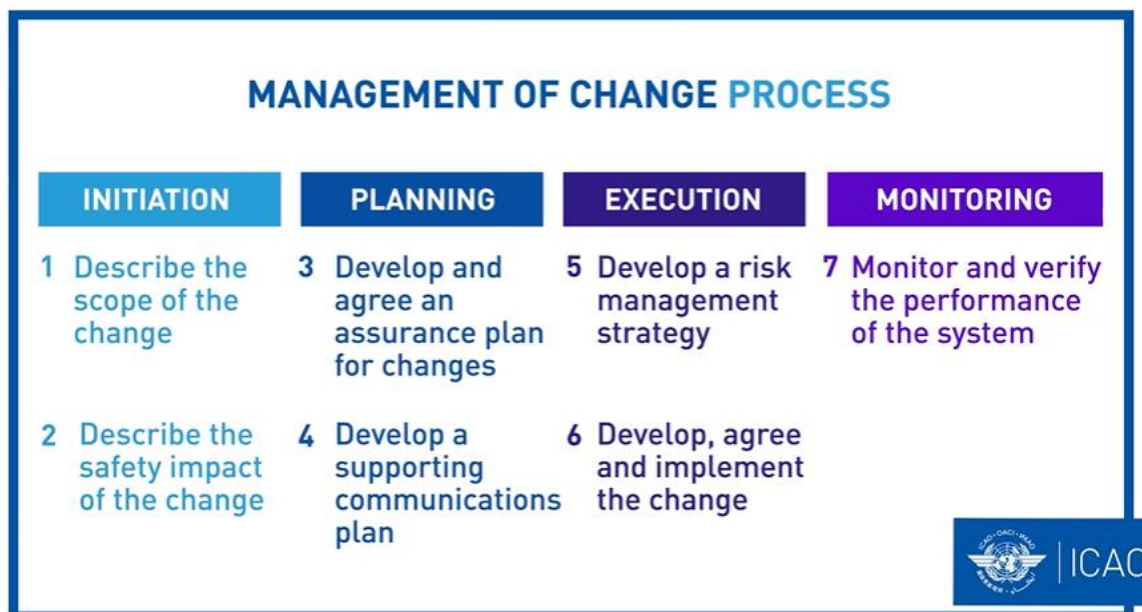 MANAGEMENT OF CHANGE PROCESS
INITIATION
1 Describe the
scope of the
change
2 Describe the
safety impact
of the change
PLANNING
3 Develop and
agree an
assurance plan
for changes
4 Develop a
supporting
communications
plan
EXECUTION
5 Develop a risk
management
strategy
6 Develop, agree
and implement
the change
MONITORING
7 Monitor and verify
the performance
of the system
ICAO